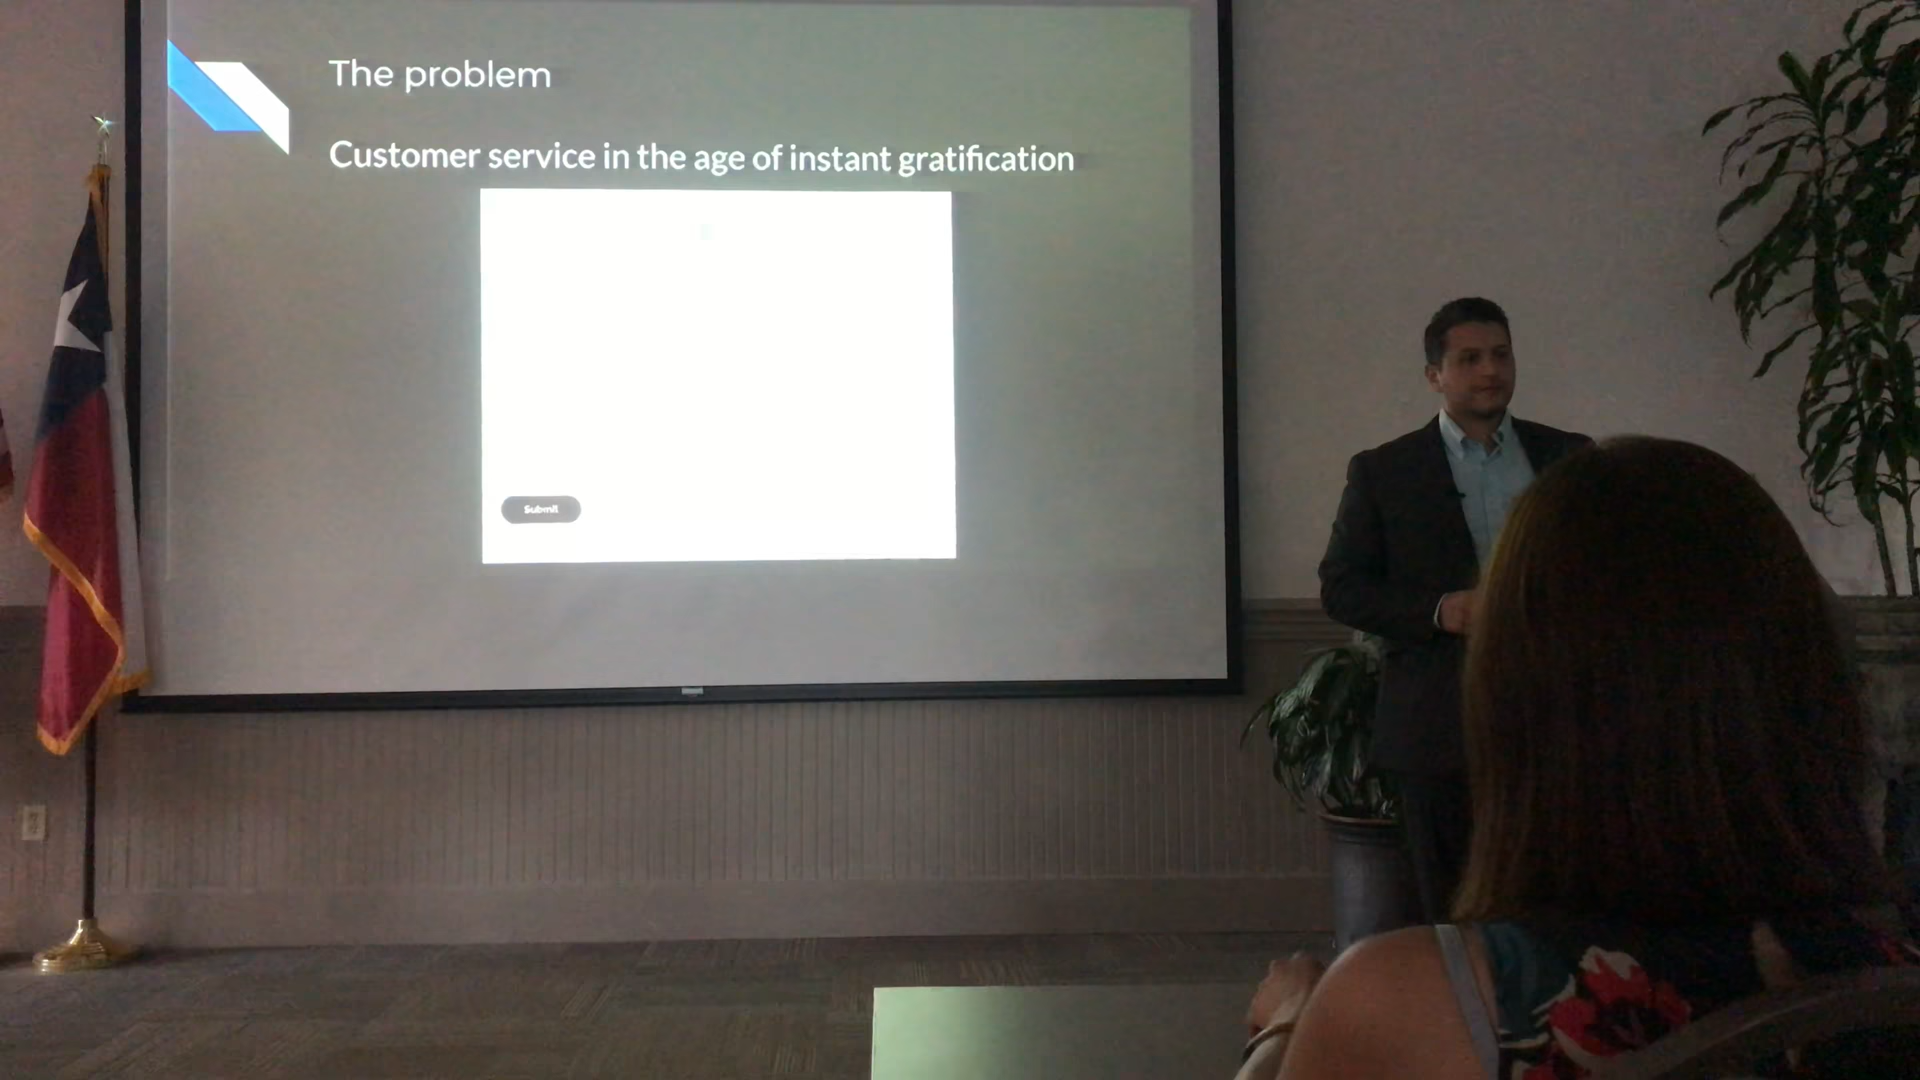 The problem
Customer service in the age of instant gratification
Submit